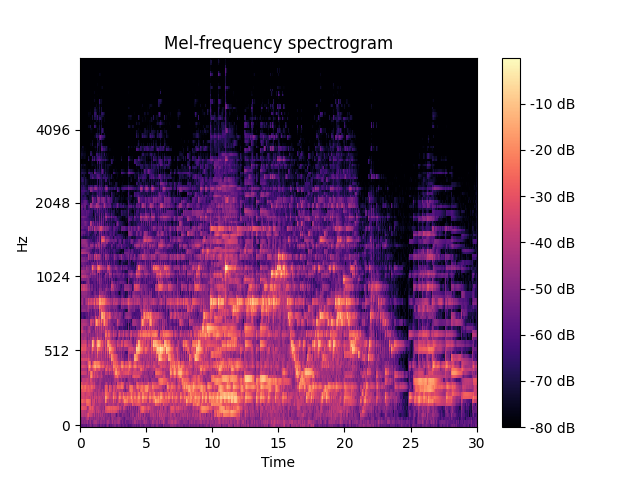 Mel-frequency spectrogram
4096
2048
1024
512
0
Hz
0 5 10 15 20 25 30
Time
-10 dB
-20 dB
-30 dB
-40 dB
-50 dB
-60 dB
-70 dB
-80 dB